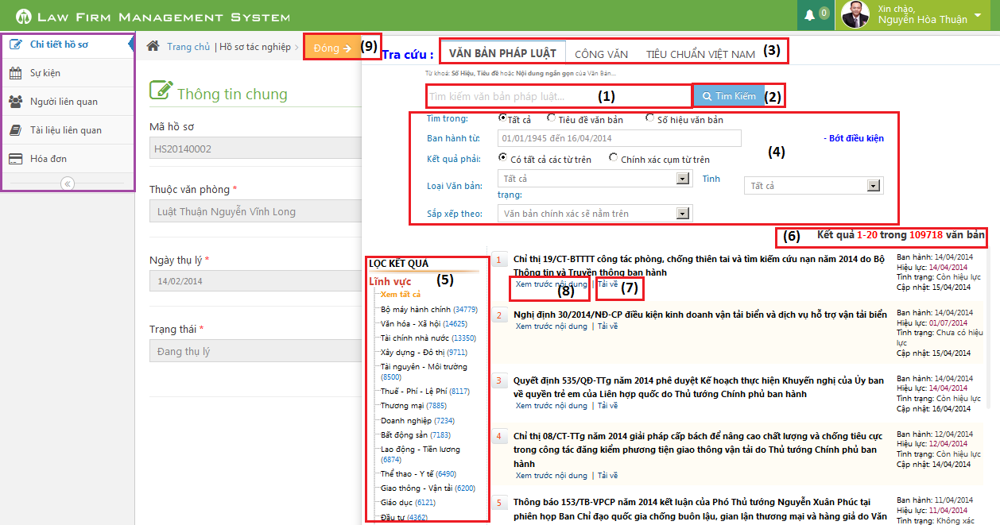 LAW FIRM MANAGEMENT SYSTEM
0
Xin chào,
Nguyễn Hòa Thuận
Chi tiết hồ sơ
Sự kiện
Người liên quan
Tài liệu liên quan
Hóa đơn
«
Trang chủ | Hồ sơ tác nghiệp >
Đóng → (9)
Thông tin chung
Mã hồ sơ
HS20140002
Thuộc văn phòng *
Luật Thuận Nguyễn Vĩnh Long
Ngày thụ lý *
14/02/2014
Trạng thái *
Đang thụ lý
Tra cứu : VĂN BẢN PHÁP LUẬT CÔNG VĂN TIÊU CHUẨN VIỆT NAM (3)
Từ khoá: Số Hiệu, Tiêu đề hoặc Nội dung ngắn gọn của Văn Bản...
Tìm kiếm văn bản pháp luật... (1) Tìm Kiếm (2)
Tìm trong: Tất cả Tiêu đề văn bản Số hiệu văn bản
Ban hành từ: 01/01/1945 đến 16/04/2014 - Bớt điều kiện
(4)
Kết quả phải: Có tất cả các từ trên Chính xác cụm từ trên
Loại Văn bản: Tất cả Tình
trạng: Tất cả
Sắp xếp theo: Văn bản chính xác sẽ nằm trên
(6) Kết quả 1-20 trong 109718 văn bản
LỌC KẾT QUẢ
Lĩnh vực (5)
Xem tất cả
Bộ máy hành chính (34779)
Văn hóa - Xã hội (14625)
Tài chính nhà nước (13350)
Xây dựng - Đô thị (9711)
Tài nguyên - Môi trường
(8500)
Thuế - Phí - Lệ Phí (8117)
Thương mại (7885)
Doanh nghiệp (7234)
Bất động sản (7183)
Lao động - Tiền lương
(6874)
Thể thao - Y tế (6490)
Giao thông - Vận tải (6200)
Giáo dục (6121)
Đầu tư (4362)
1 Chỉ thị 19/CT-BTTTT công tác phòng, chống thiên tai và tìm kiếm cứu nạn năm 2014 do Bộ
Thông tin và Truyền thông ban hành
Xem trước nội dung | Tải về
(8) (7)
Ban hành: 14/04/2014
Hiệu lực: 14/04/2014
Tình trạng: Còn hiệu lực
Cập nhật: 15/04/2014
2 Nghị định 30/2014/NĐ-CP điều kiện kinh doanh vận tải biển và dịch vụ hỗ trợ vận tải biển
Xem trước nội dung | Tải về
Ban hành: 14/04/2014
Hiệu lực: 01/07/2014
Tình trạng: Chưa có hiệu
lực
Cập nhật: 15/04/2014
3 Quyết định 535/QĐ-TTg năm 2014 phê duyệt Kế hoạch thực hiện Khuyến nghị của Ủy ban
về quyền trẻ em của Liên hợp quốc do Thủ tướng Chính phủ ban hành
Xem trước nội dung | Tải về
Ban hành: 14/04/2014
Hiệu lực: 14/04/2014
Tình trạng: Còn hiệu lực
Cập nhật: 16/04/2014
4 Chỉ thị 08/CT-TTg năm 2014 giải pháp cấp bách để nâng cao chất lượng và chống tiêu cực
trong công tác đăng kiểm phương tiện giao thông vận tải do Thủ tướng Chính phủ ban
hành
Xem trước nội dung | Tải về
Ban hành: 12/04/2014
Hiệu lực: 12/04/2014
Tình trạng: Còn hiệu lực
Cập nhật: 14/04/2014
5 Thông báo 153/TB-VPCP năm 2014 kết luận của Phó Thủ tướng Nguyễn Xuân Phúc tại
phiên họp Ban Chỉ đạo quốc gia chống buôn lậu, gian lận thương mại và hàng giả do Văn
Ban hành: 11/04/2014
Hiệu lực: 11/04/2014
Tình trạng: Không xác